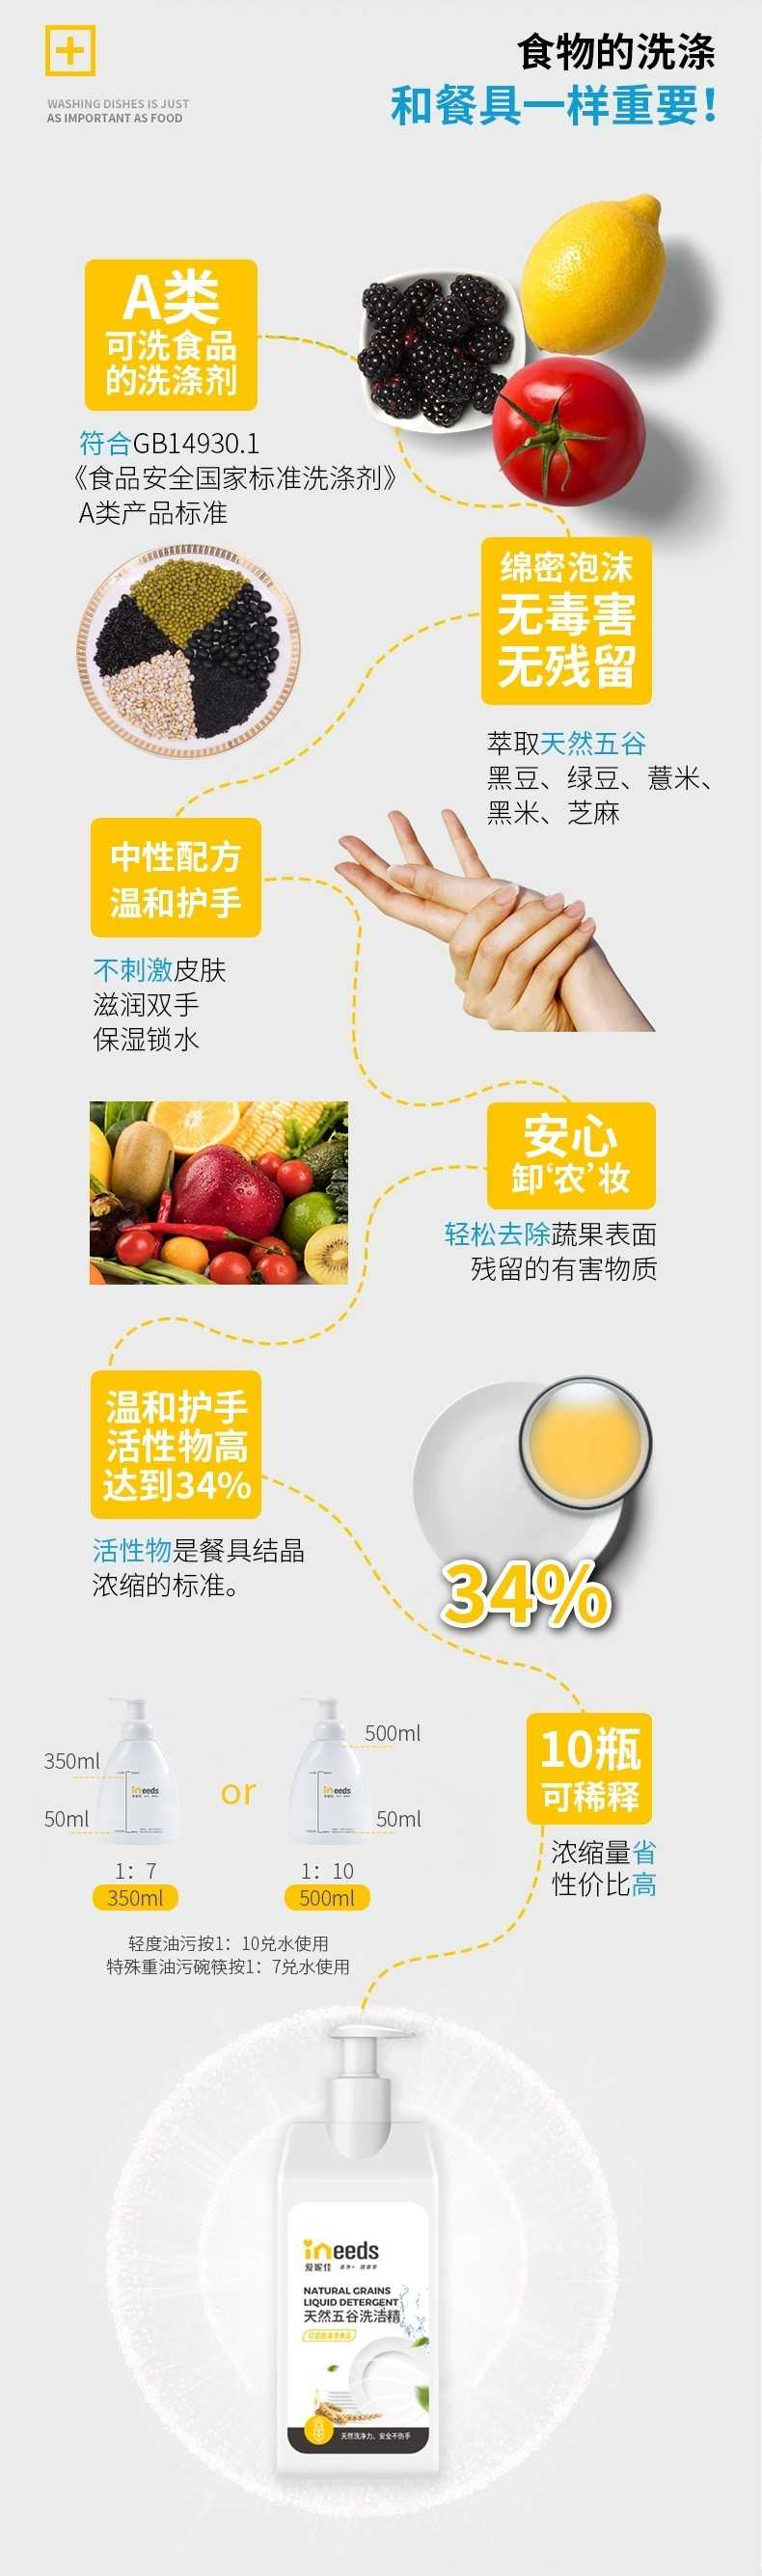 食物的洗涤
和餐具一样重要！
WASHING DISHES IS JUST
AS IMPORTANT AS FOOD
A类
可洗食品
的洗涤剂
符合GB14930.1
《食品安全国家标准洗涤剂》
A类产品标准
绵密泡沫
无毒害
无残留
萃取天然五谷
黑豆、绿豆、薏米、
黑米、芝麻
中性配方
温和护手
不刺激皮肤
滋润双手
保湿锁水
安心
卸‘农’妆
轻松去除蔬果表面
残留的有害物质
温和护手
活性物高
达到34%
活性物是餐具结晶
浓缩的标准。
34%
10瓶
可稀释
浓缩量省
性价比高
350ml
50ml
ineeds
or
500ml
50ml
ineeds
1：7
350ml
1：10
500ml
轻度油污按1：10兑水使用
特殊重油污碗筷按1：7兑水使用
ineeds
爱妮佳
NATURAL GRAINS
LIQUID DETERGENT
天然五谷洗洁精
天然洗净力、安全不伤手